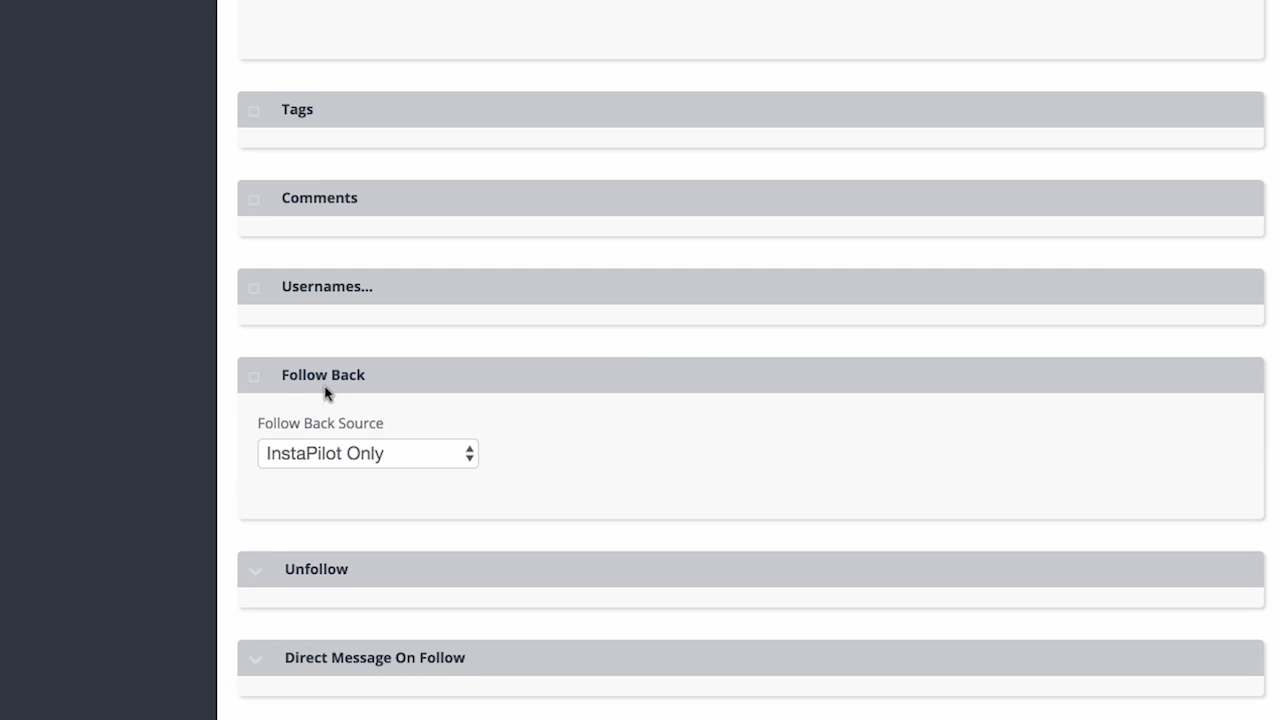 Tags
Comments
Usernames...
Follow Back
Follow Back Source
InstaPilot Only
Unfollow
Direct Message On Follow